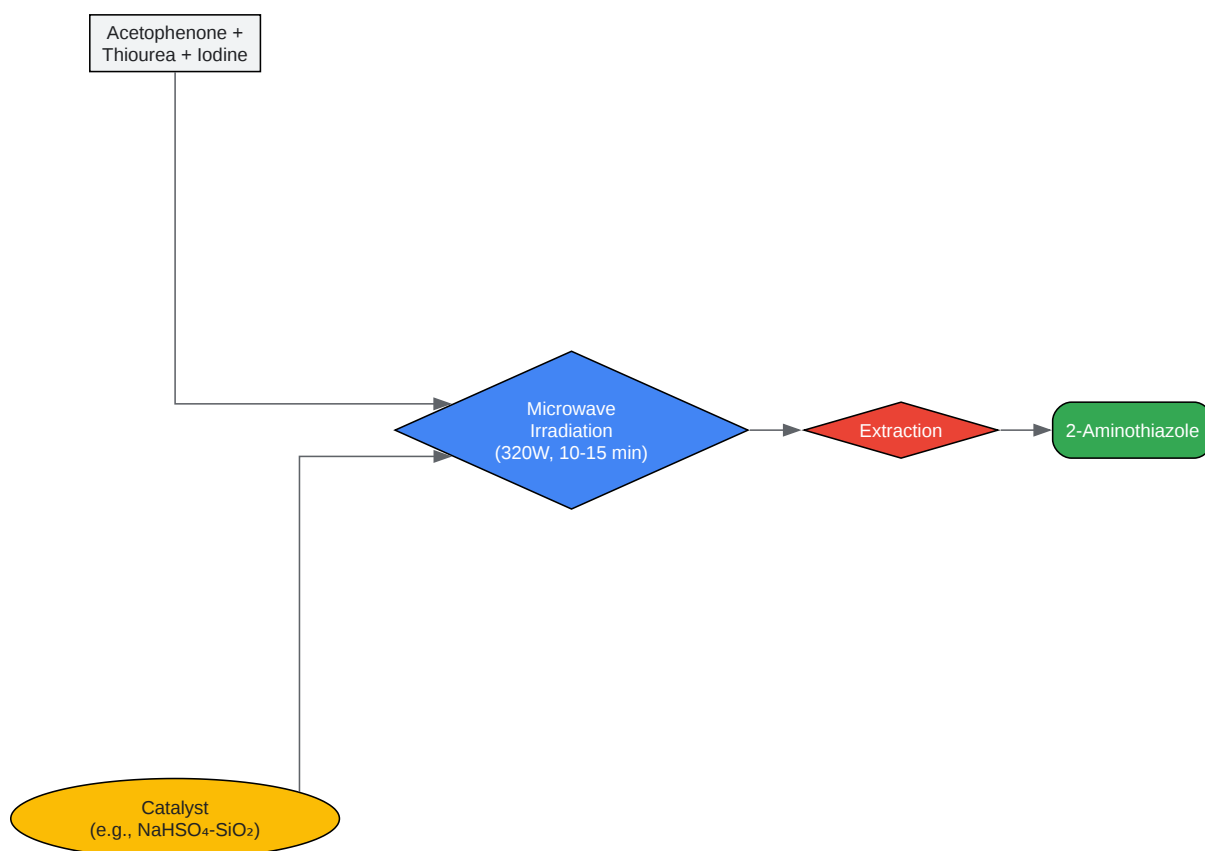 Acetophenone +
Thiourea + Iodine
Microwave
Irradiation
(320W, 10-15 min)
Extraction
2-Aminothiazole
Catalyst
(e.g., NaHSO₄-SiO₂)